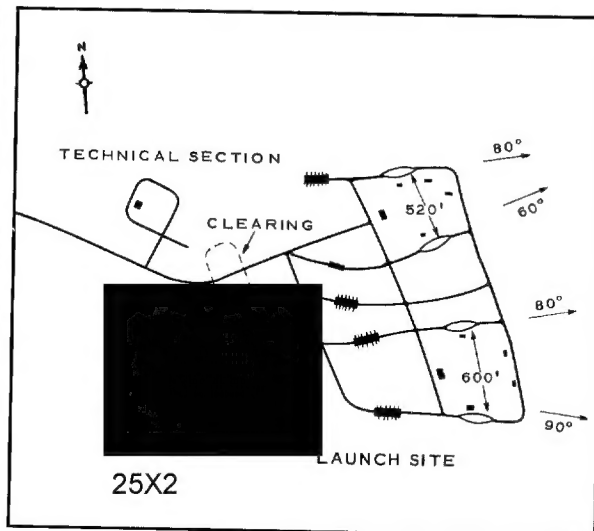 N
80°
TECHNICAL SECTION
60°
520'
CLEARING
80°
600'
90°
LAUNCH SITE
25X2